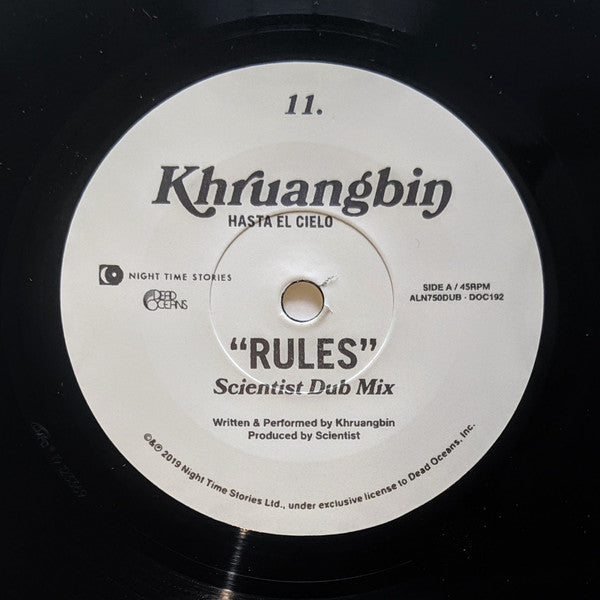 11.
Khruangbin
HASTA EL CIELO
NIGHT TIME STORIES
DEAD OCEANS
SIDE A / 45RPM
ALN750DUB · DOC192
“RULES”
Scientist Dub Mix
Written & Performed by Khruangbin
Produced by Scientist
©&℗ 2019 Night Time Stories Ltd., under exclusive license to Dead Oceans, Inc.